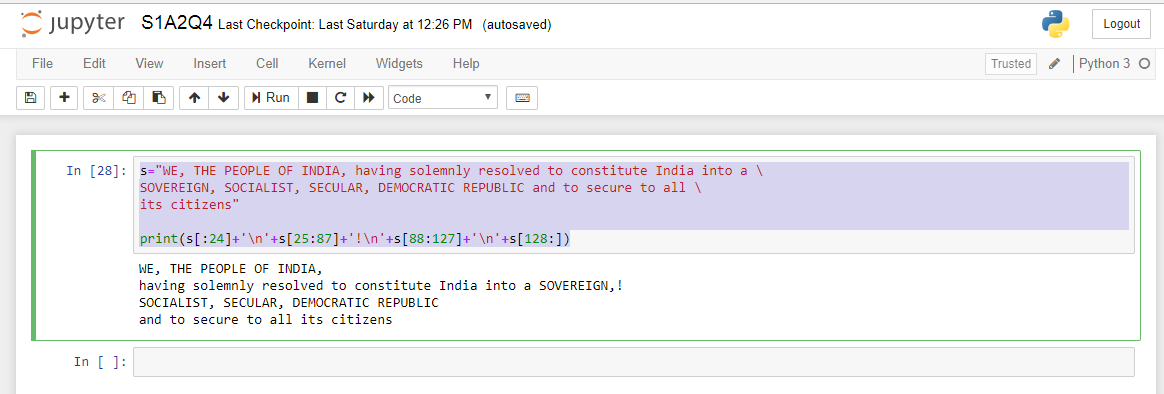 jupyter S1A2Q4 Last Checkpoint: Last Saturday at 12:26 PM (autosaved) Logout
File Edit View Insert Cell Kernel Widgets Help Trusted Python 3
Run Code
In [28]: s="WE, THE PEOPLE OF INDIA, having solemnly resolved to constitute India into a \
SOVEREIGN, SOCIALIST, SECULAR, DEMOCRATIC REPUBLIC and to secure to all \
its citizens"
print(s[:24]+'\n'+s[25:87]+'!\n'+s[88:127]+'\n'+s[128:])
WE, THE PEOPLE OF INDIA,
having solemnly resolved to constitute India into a SOVEREIGN,!
SOCIALIST, SECULAR, DEMOCRATIC REPUBLIC
and to secure to all its citizens
In [ ]: